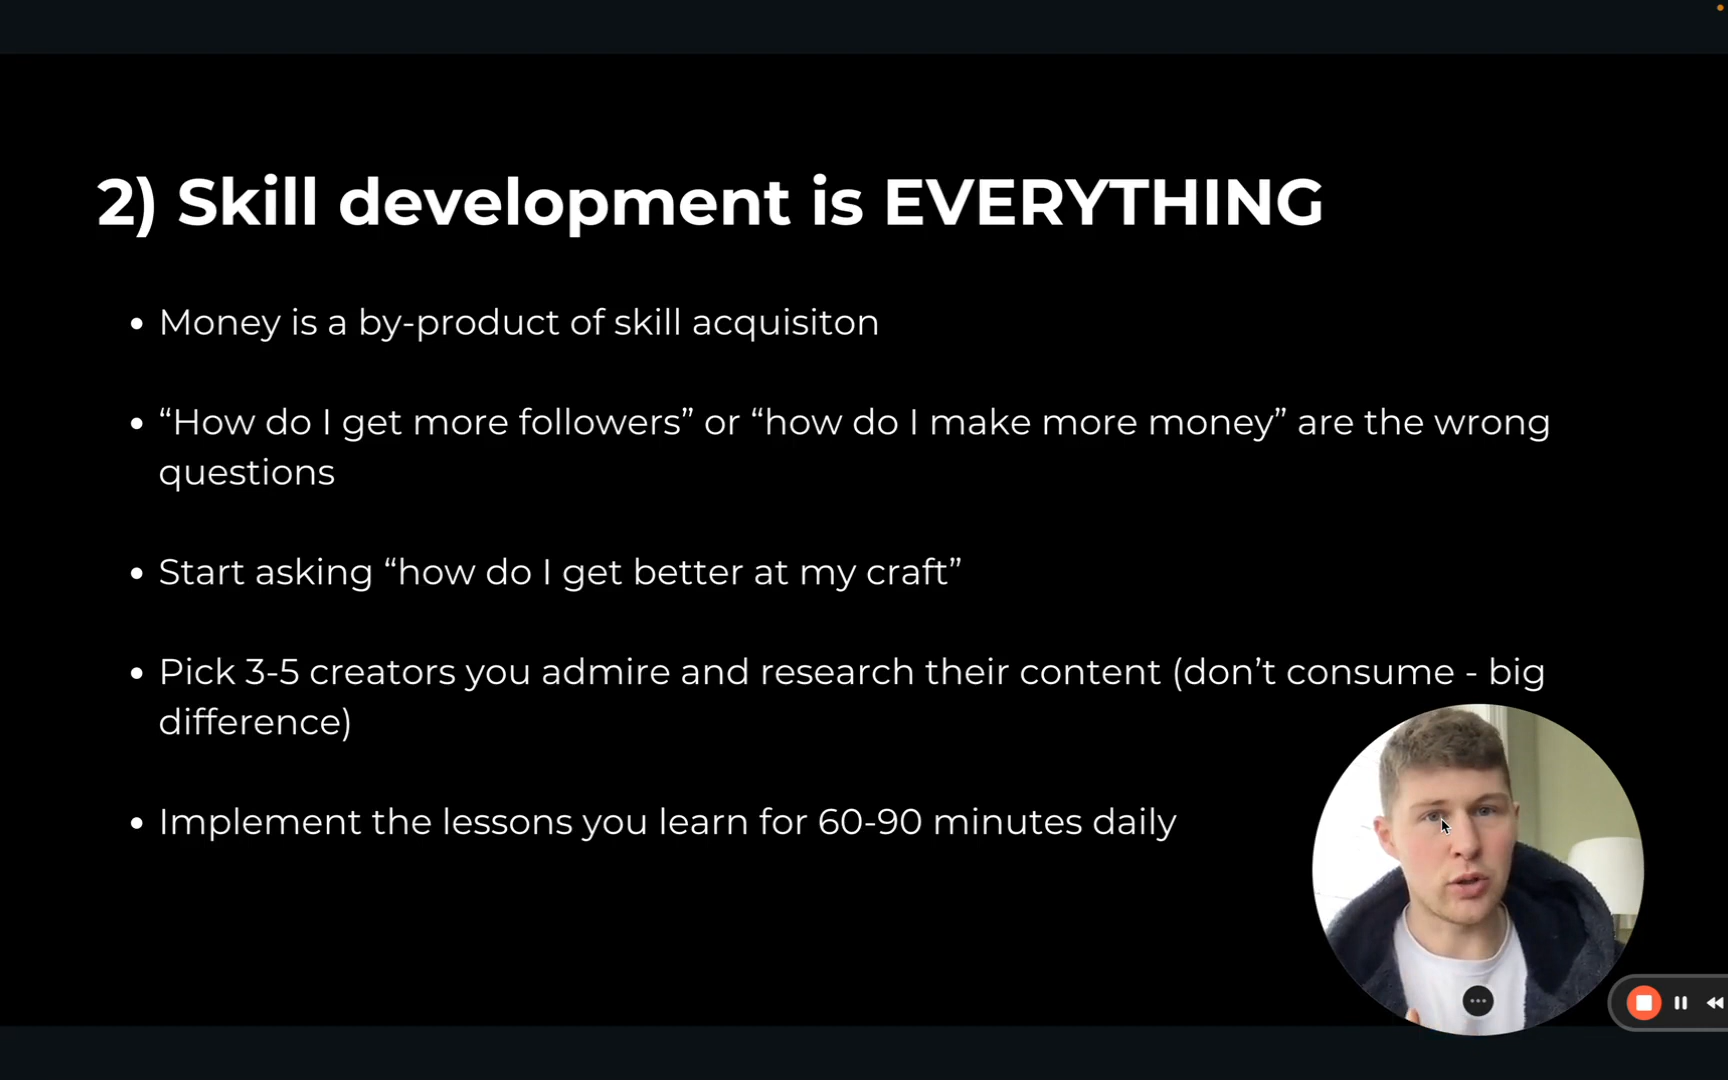 2) Skill development is EVERYTHING
• Money is a by-product of skill acquisiton
• “How do I get more followers” or “how do I make more money” are the wrong
questions
• Start asking “how do I get better at my craft”
• Pick 3-5 creators you admire and research their content (don’t consume - big
difference)
• Implement the lessons you learn for 60-90 minutes daily